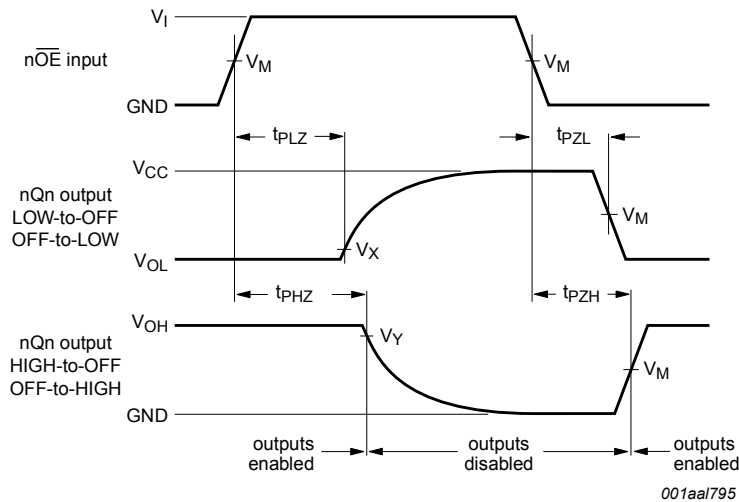 V_I
nO̅E̅ input
V_M
V_M
GND
t_PLZ
t_PZL
V_CC
nQn output
LOW-to-OFF
OFF-to-LOW
V_M
V_X
V_OL
t_PHZ
t_PZH
V_OH
V_Y
nQn output
HIGH-to-OFF
OFF-to-HIGH
V_M
GND
outputs
enabled
outputs
disabled
outputs
enabled
001aal795